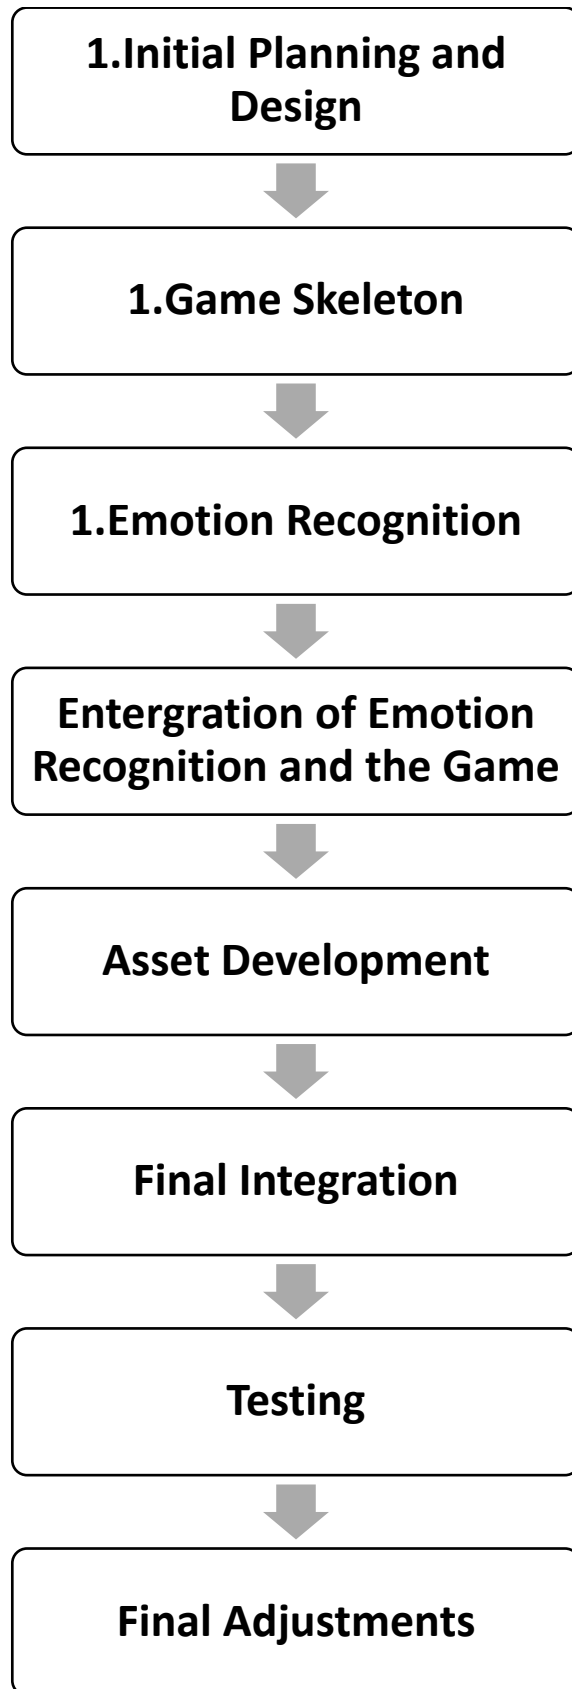 1.Initial Planning and
Design
1.Game Skeleton
1.Emotion Recognition
Entergration of Emotion
Recognition and the Game
Asset Development
Final Integration
Testing
Final Adjustments